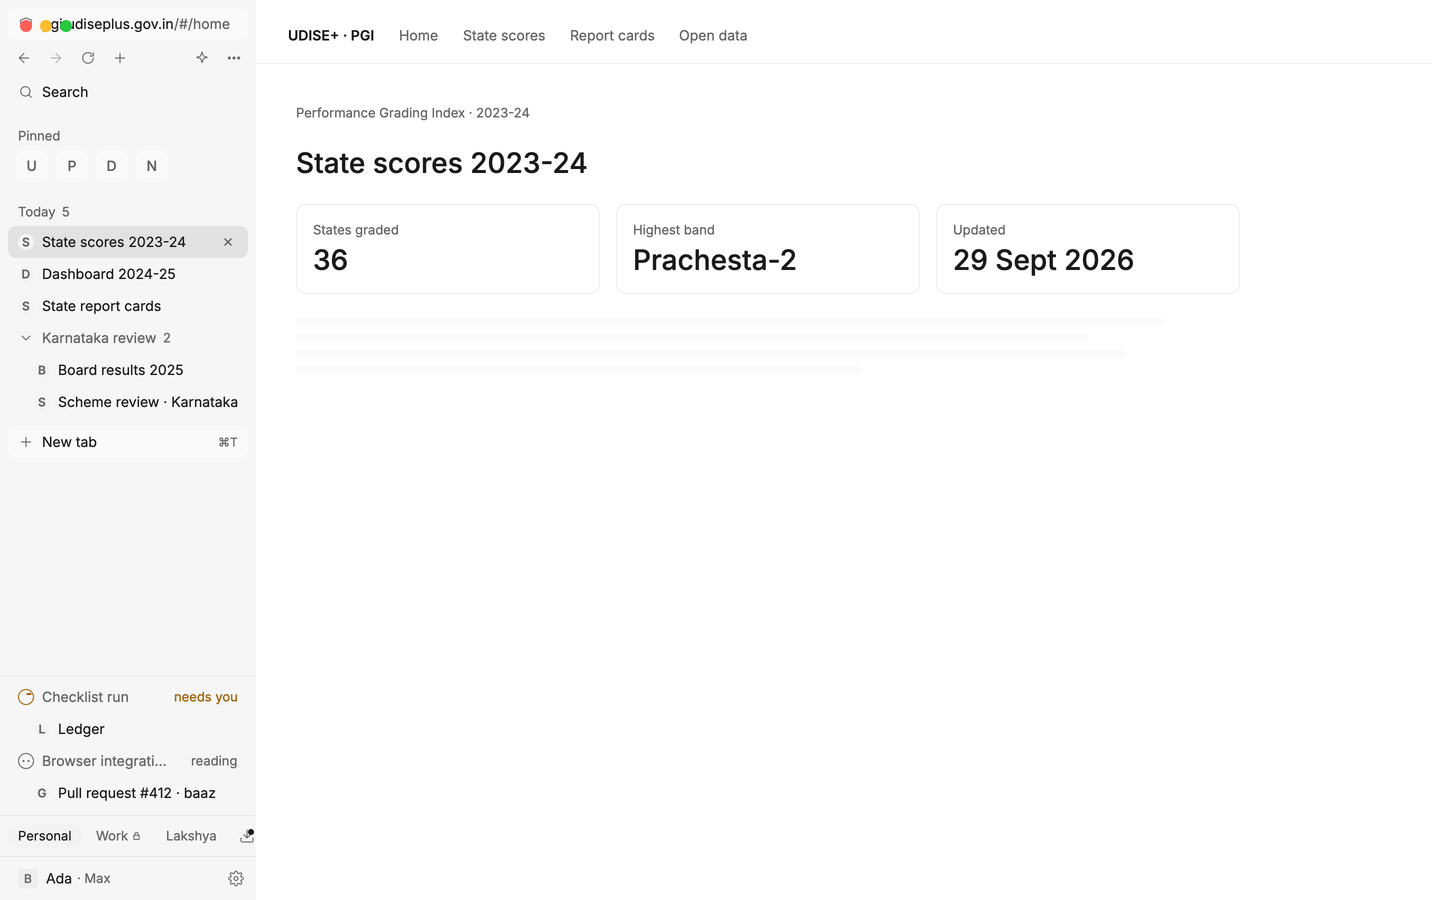 giudiseplus.gov.in/#/home
Search
Pinned
U P D N
Today 5
S State scores 2023-24
D Dashboard 2024-25
S State report cards
Karnataka review 2
B Board results 2025
S Scheme review · Karnataka
New tab ⌘T
Checklist run needs you
L Ledger
Browser integrati... reading
G Pull request #412 · baaz
Personal Work Lakshya
B Ada · Max
UDISE+ · PGI Home State scores Report cards Open data
Performance Grading Index · 2023-24
State scores 2023-24
States graded
36
Highest band
Prachesta-2
Updated
29 Sept 2026